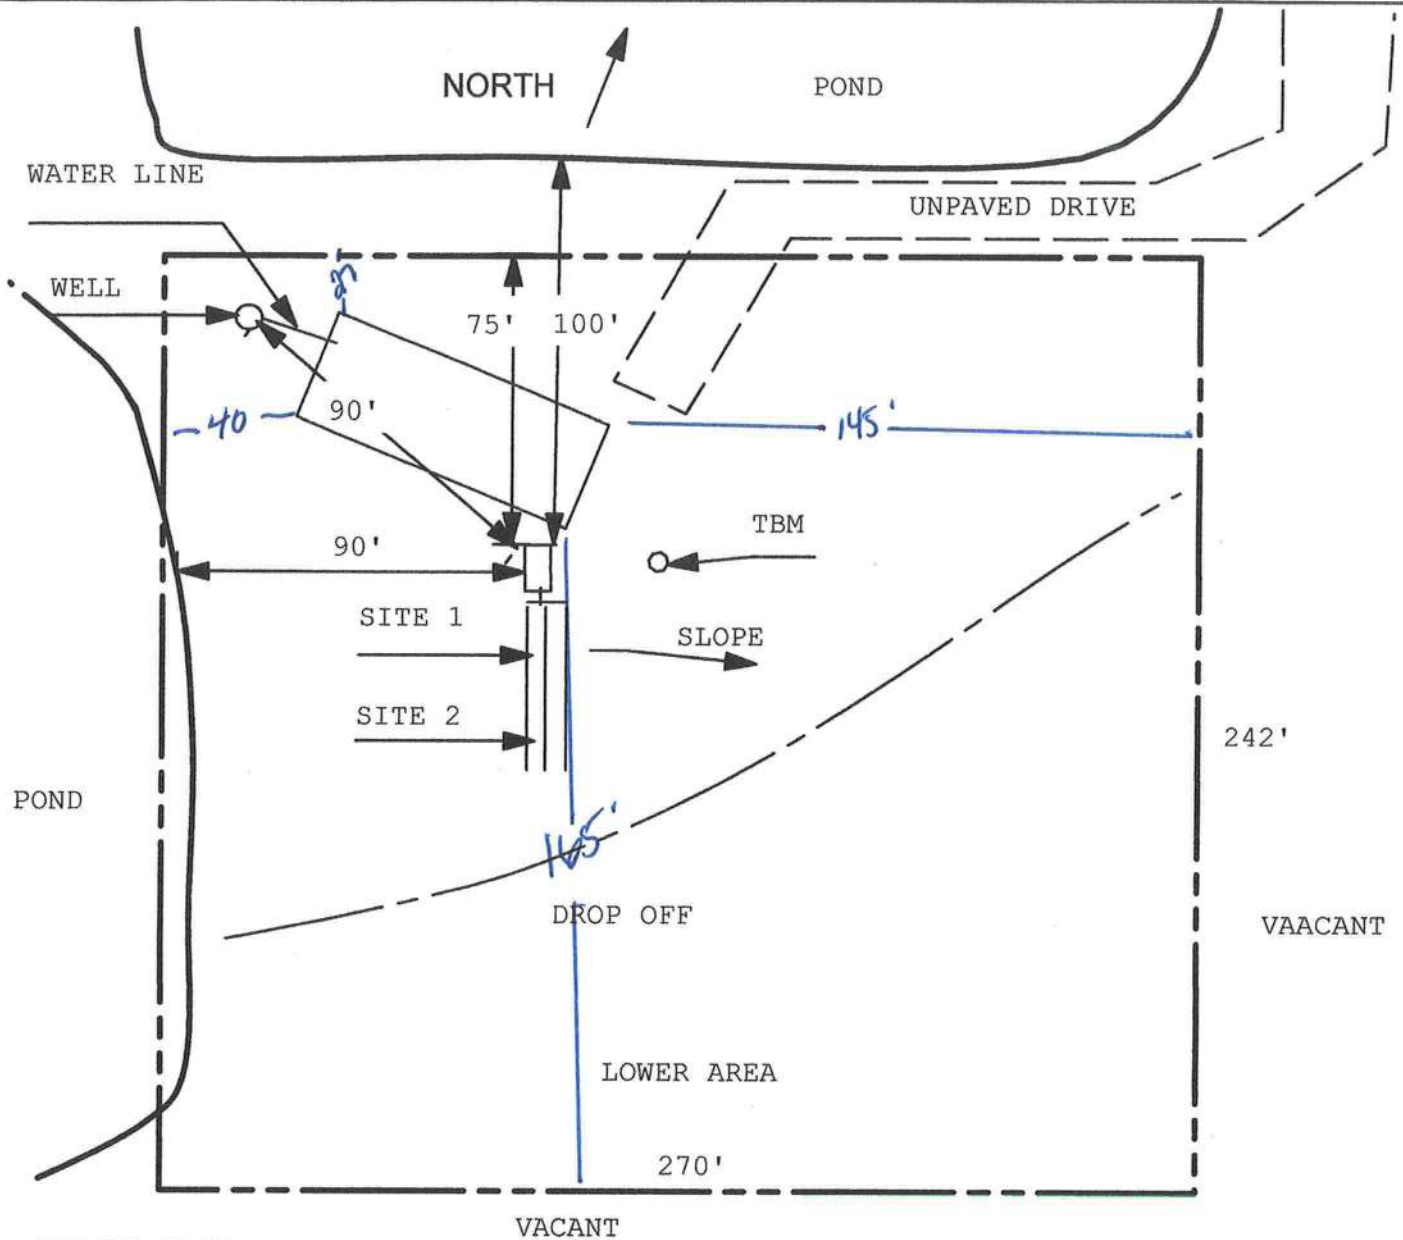 NORTH
POND
WATER LINE
UNPAVED DRIVE
WELL
75' 100'
40
90'
145'
TBM
90'
SITE 1
SLOPE
SITE 2
242'
POND
165'
DROP OFF
VAACANT
LOWER AREA
270'
VACANT